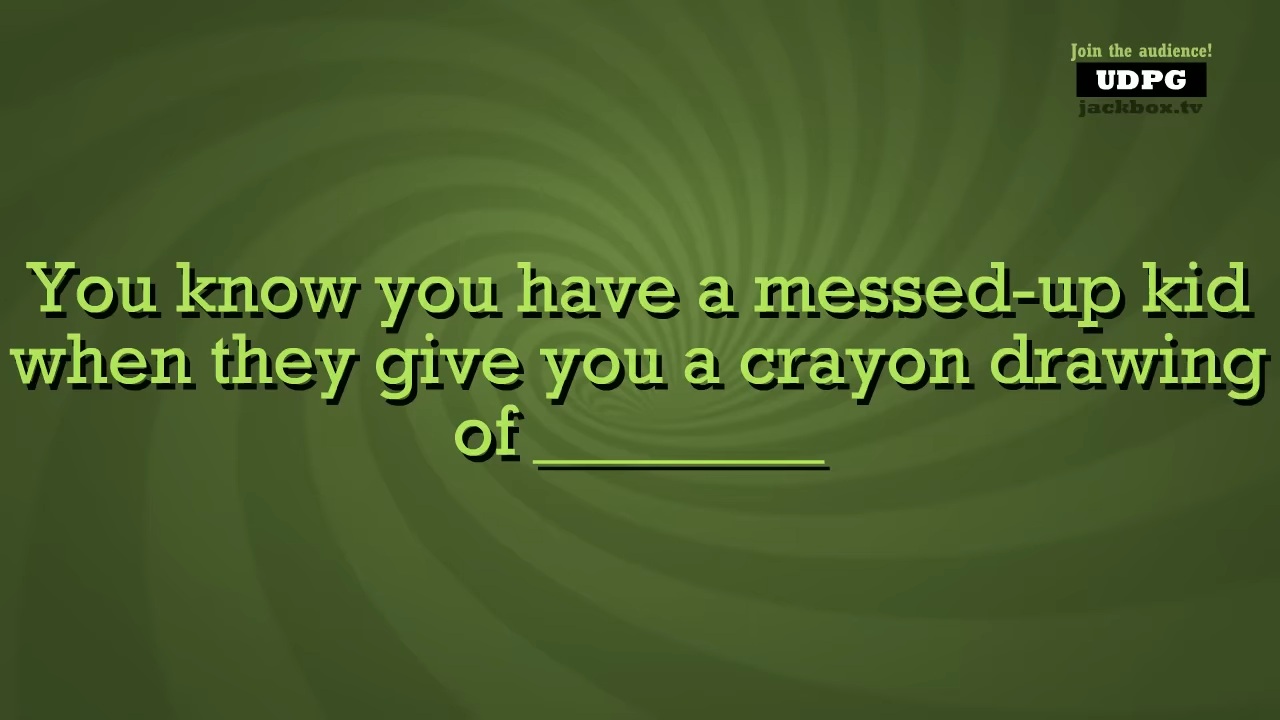 Join the audience!
UDPG
jackbox.tv
You know you have a messed-up kid
when they give you a crayon drawing
of ________